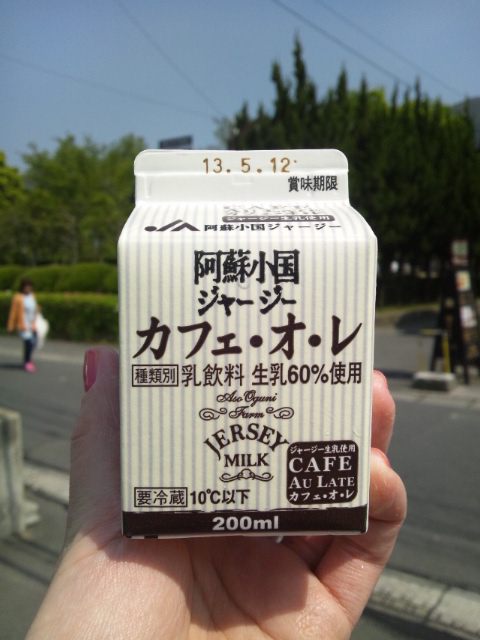 13.5.12
賞味期限
ジャージー生乳使用
JA 阿蘇小国ジャージー
阿蘇小国
ジャージー
カフェ・オ・レ
種類別 乳飲料 生乳60%使用
Aso Oguni
Farm
JERSEY
MILK
ジャージー生乳使用
CAFE
AU LATE
カフェ・オ・レ
要冷蔵 10℃以下
200ml